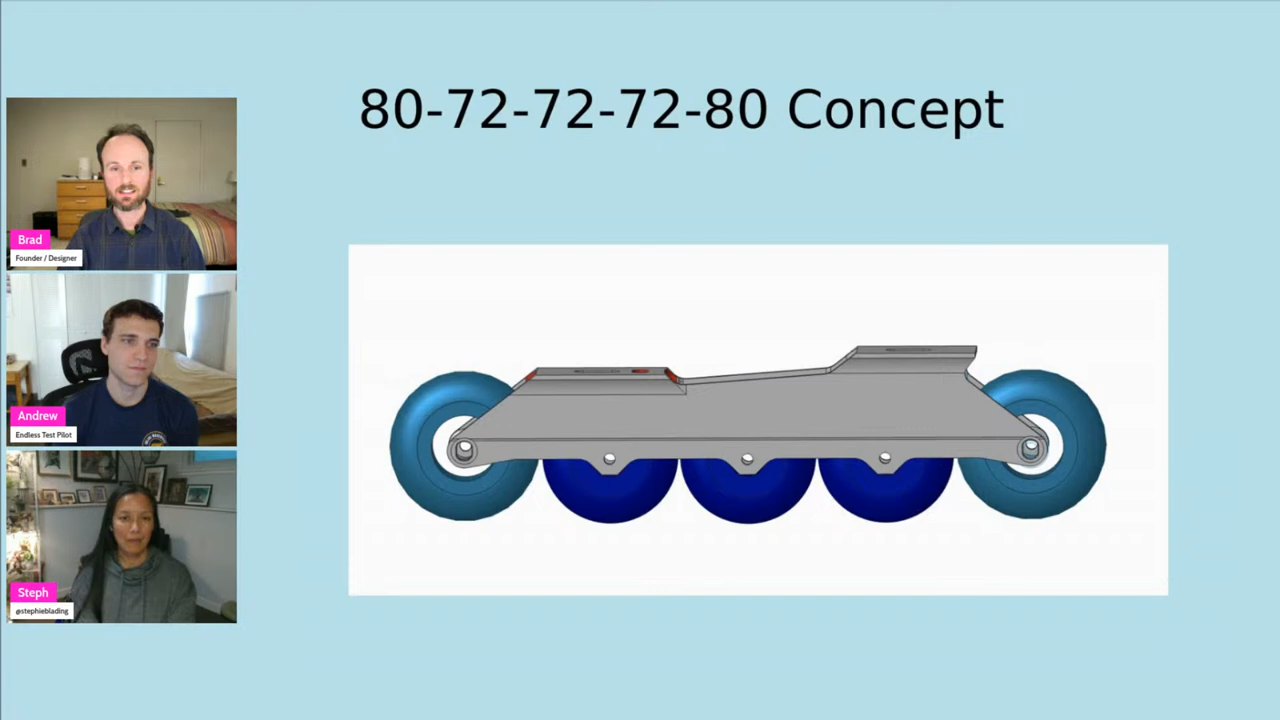 80-72-72-72-80 Concept
Brad
Founder / Designer
Andrew
Endless Test Pilot
Steph
@stephieblading